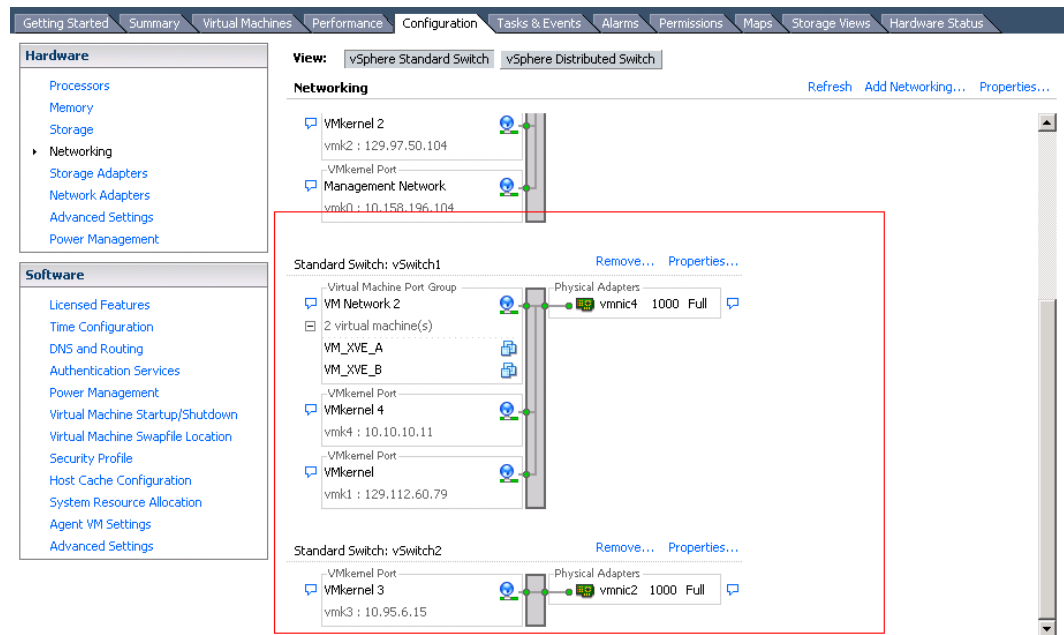 Getting Started Summary Virtual Machines Performance Configuration Tasks & Events Alarms Permissions Maps Storage Views Hardware Status
Hardware
Processors
Memory
Storage
Networking
Storage Adapters
Network Adapters
Advanced Settings
Power Management
Software
Licensed Features
Time Configuration
DNS and Routing
Authentication Services
Power Management
Virtual Machine Startup/Shutdown
Virtual Machine Swapfile Location
Security Profile
Host Cache Configuration
System Resource Allocation
Agent VM Settings
Advanced Settings
View: vSphere Standard Switch vSphere Distributed Switch
Networking Refresh Add Networking... Properties...
VMkernel 2
vmk2 : 129.97.50.104
VMkernel Port
Management Network
vmk0 : 10.158.196.104
Standard Switch: vSwitch1 Remove... Properties...
Virtual Machine Port Group Physical Adapters
VM Network 2 vmnic4 1000 Full
2 virtual machine(s)
VM_XVE_A
VM_XVE_B
VMkernel Port
VMkernel 4
vmk4 : 10.10.10.11
VMkernel Port
VMkernel
vmk1 : 129.112.60.79
Standard Switch: vSwitch2 Remove... Properties...
VMkernel Port Physical Adapters
VMkernel 3 vmnic2 1000 Full
vmk3 : 10.95.6.15